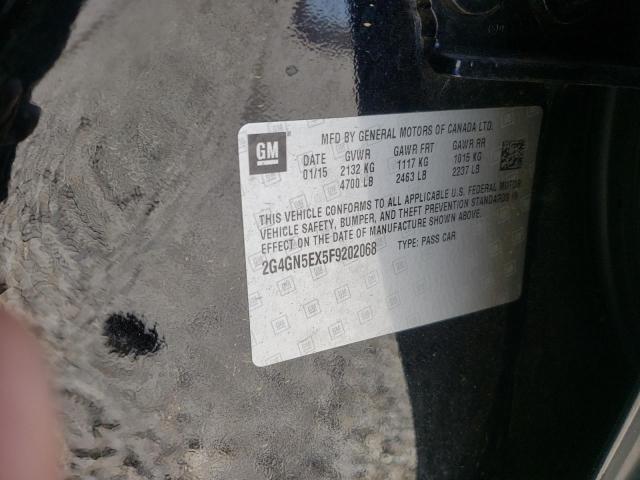 GM
MFD BY GENERAL MOTORS OF CANADA LTD.
DATE GVWR GAWR FRT GAWR RR
01/15 2132 KG 1117 KG 1015 KG
4700 LB 2463 LB 2237 LB
THIS VEHICLE CONFORMS TO ALL APPLICABLE U.S. FEDERAL MOTOR
VEHICLE SAFETY, BUMPER, AND THEFT PREVENTION STANDARDS IN
EFFECT ON THE DATE OF MANUFACTURE SHOWN ABOVE.
2G4GN5EX5F9202068 TYPE: PASS CAR